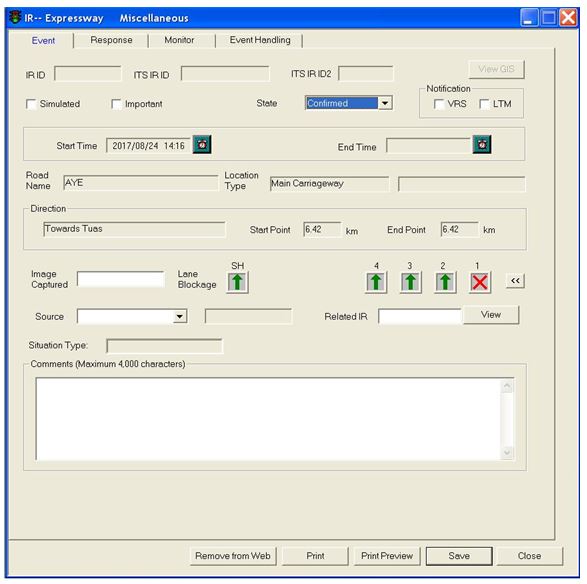 IR-- Expressway Miscellaneous
Event Response Monitor Event Handling
IR ID ITS IR ID ITS IR ID2 View GIS
Simulated Important State Confirmed Notification
VRS LTM
Start Time 2017/08/24 14:16 End Time
Road Name AYE Location Type Main Carriageway
Direction
Towards Tuas Start Point 6.42 km End Point 6.42 km
SH 4 3 2 1
Image Captured Lane Blockage <<
Source Related IR View
Situation Type:
Comments (Maximum 4,000 characters)
Remove from Web Print Print Preview Save Close